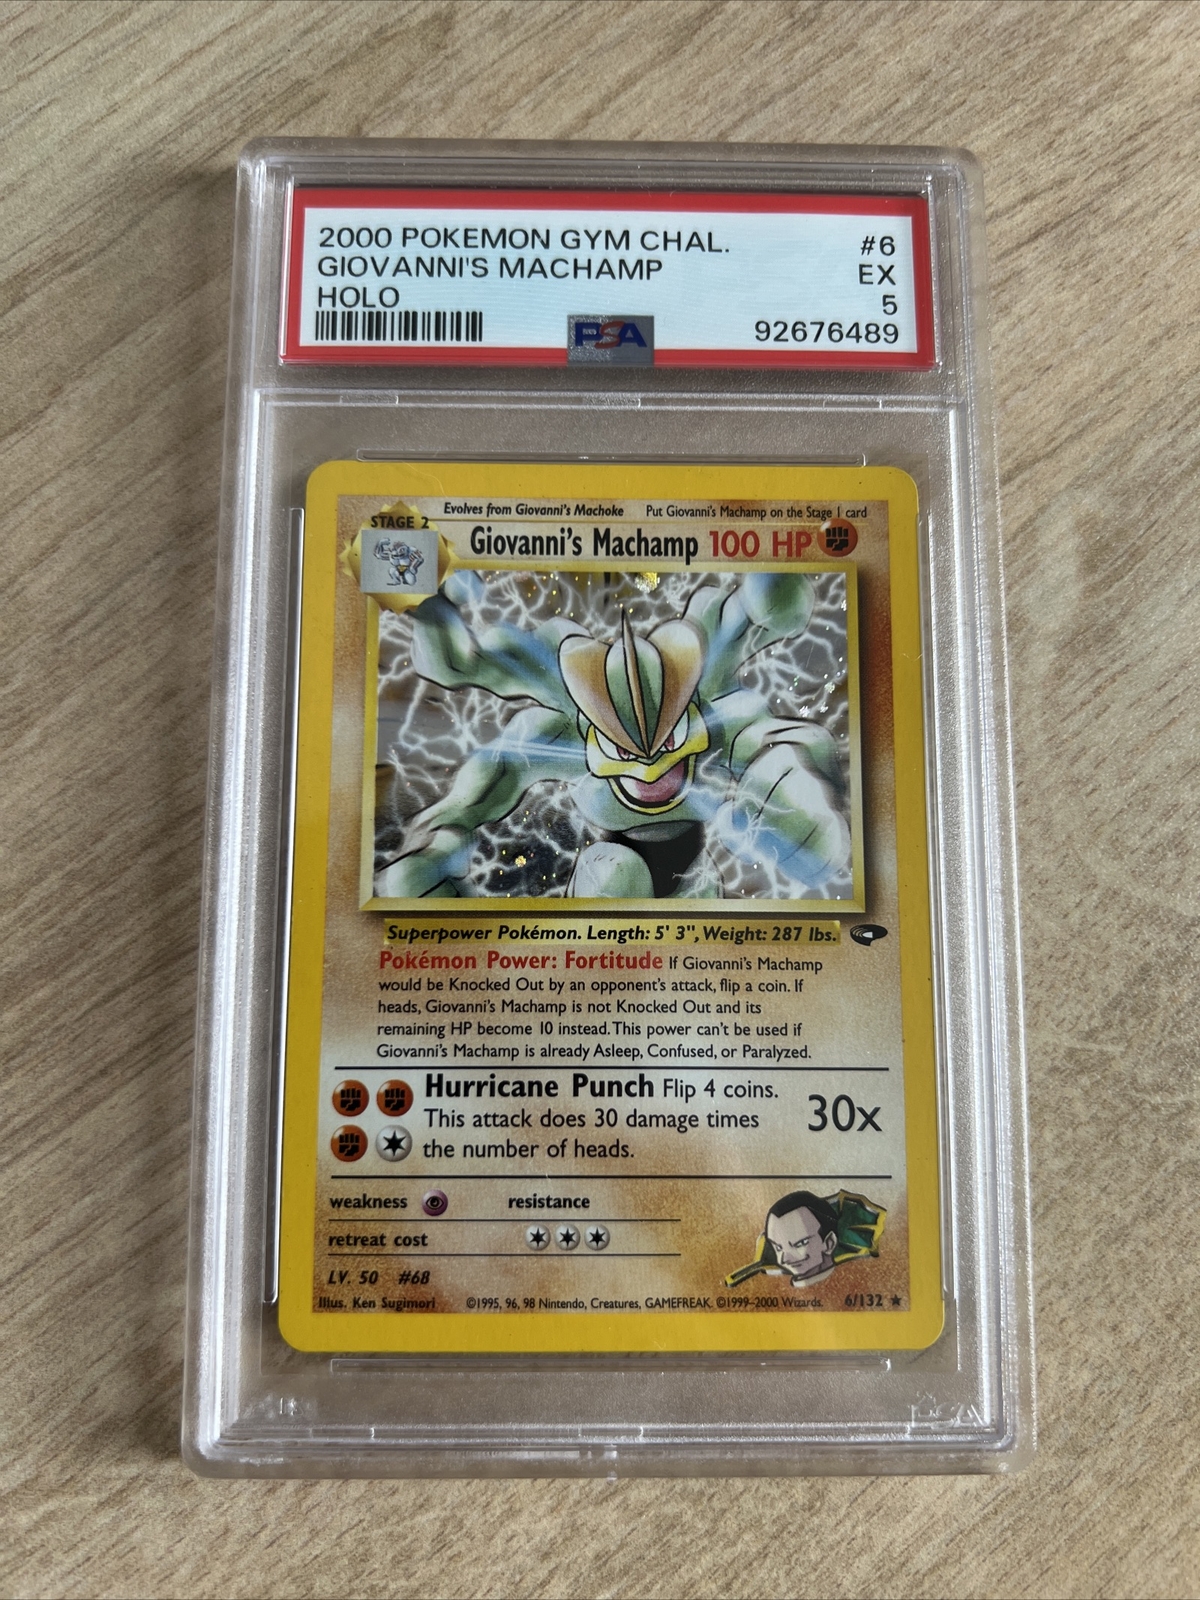 2000 POKEMON GYM CHAL.
#6
GIOVANNI'S MACHAMP
EX
HOLO
5
PSA
92676489
STAGE 2
Evolves from Giovanni's Machoke
Put Giovanni's Machamp on the Stage 1 card
Giovanni's Machamp 100 HP
Superpower Pokémon. Length: 5' 3", Weight: 287 lbs.
Pokémon Power: Fortitude If Giovanni's Machamp
would be Knocked Out by an opponent's attack, flip a coin. If
heads, Giovanni's Machamp is not Knocked Out and its
remaining HP become 10 instead. This power can't be used if
Giovanni's Machamp is already Asleep, Confused, or Paralyzed.
Hurricane Punch Flip 4 coins.
This attack does 30 damage times
the number of heads.
30x
weakness
resistance
retreat cost
LV. 50 #68
Illus. Ken Sugimori
©1995, 96, 98 Nintendo, Creatures, GAMEFREAK. ©1999-2000 Wizards.
6/132 ★